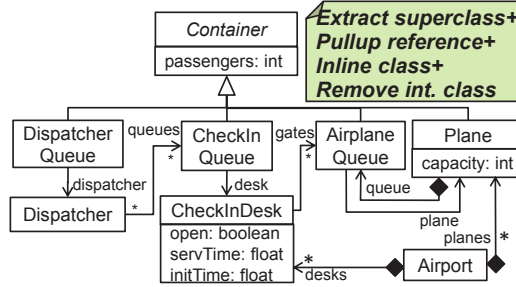 Container
passengers: int
Extract superclass+
Pullup reference+
Inline class+
Remove int. class
Dispatcher
Queue
queues
*
CheckIn
Queue
gates
*
Airplane
Queue
Plane
capacity: int
dispatcher
desk
queue
Dispatcher
*
CheckInDesk
open: boolean
servTime: float
initTime: float
plane
planes
*
*
desks
Airport